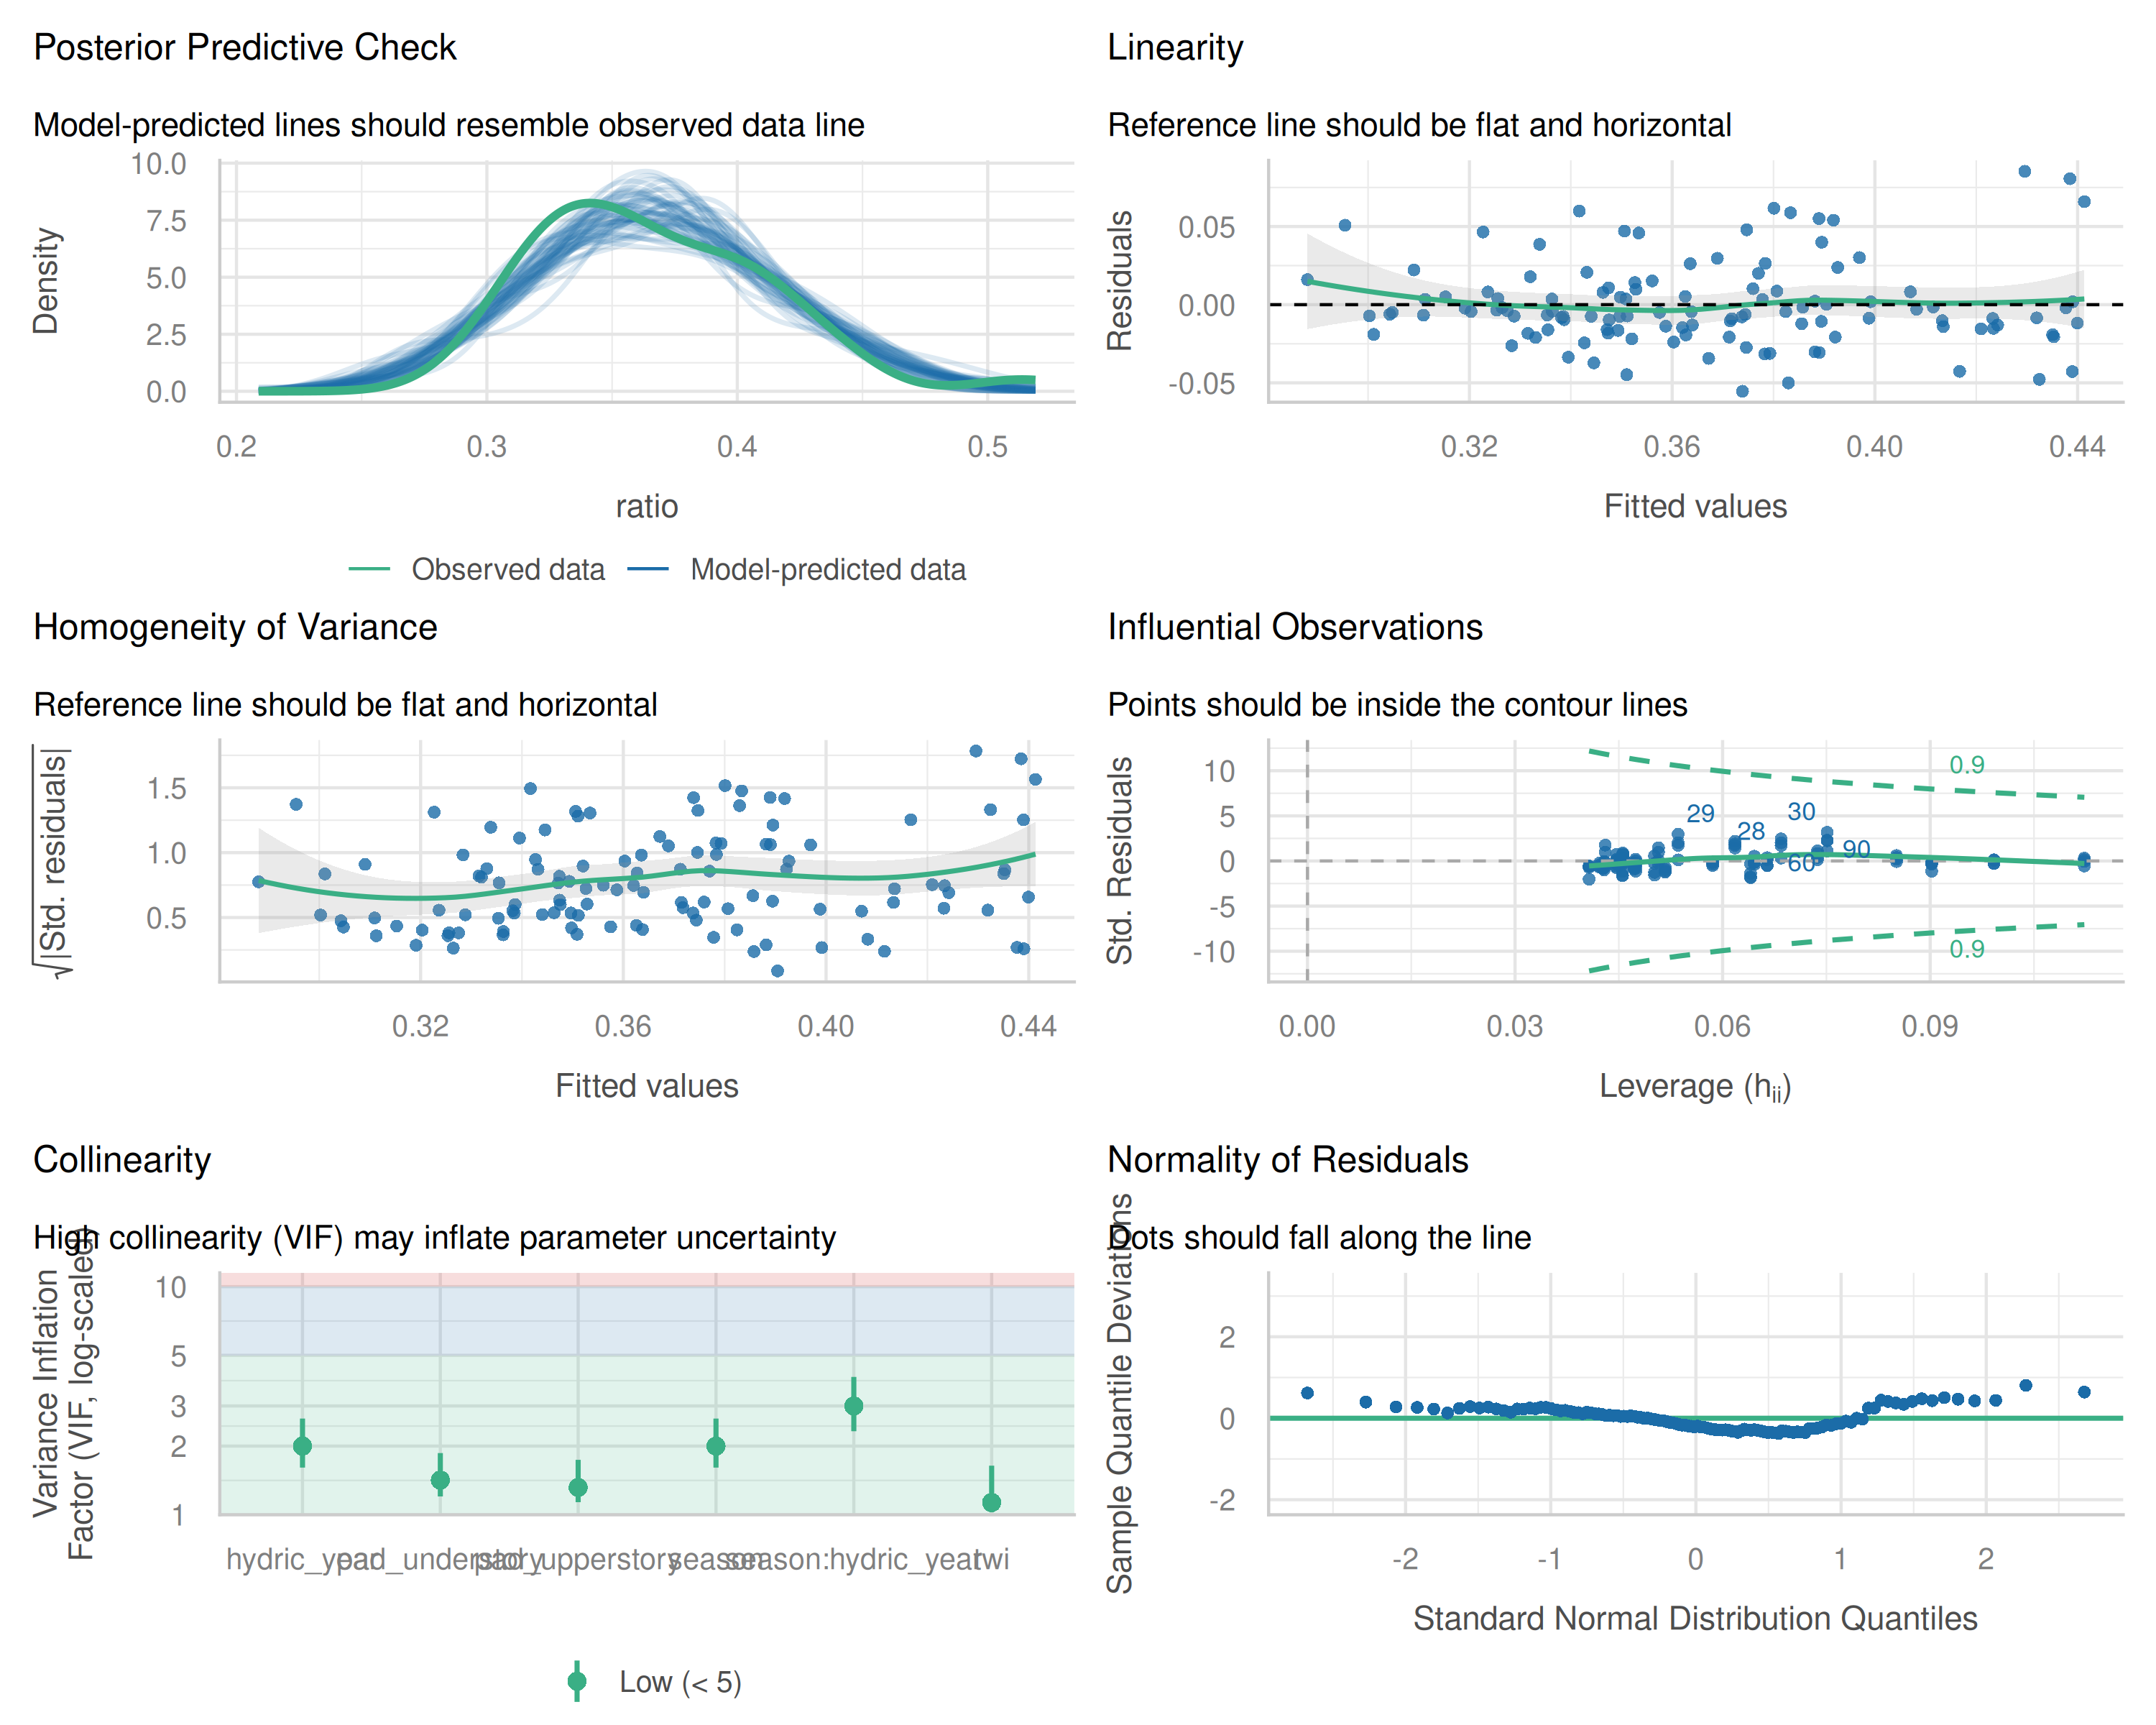 Posterior Predictive Check
Model-predicted lines should resemble observed data line
Density
10.0
7.5
5.0
2.5
0.0
0.2 0.3 0.4 0.5
ratio
Observed data Model-predicted data
Linearity
Reference line should be flat and horizontal
Residuals
0.05
0.00
-0.05
0.32 0.36 0.40 0.44
Fitted values
Homogeneity of Variance
Reference line should be flat and horizontal
√|Std. residuals|
1.5
1.0
0.5
0.32 0.36 0.40 0.44
Fitted values
Influential Observations
Points should be inside the contour lines
Std. Residuals
10
5
0
-5
-10
0.9
29
30
28
90
60
0.9
0.00 0.03 0.06 0.09
Leverage (hii)
Collinearity
High collinearity (VIF) may inflate parameter uncertainty
Variance Inflation
Factor (VIF, log-scaled)
10
5
3
2
1
hydric_year pad_understory pad_upperstory season season:hydric_year twi
Low (< 5)
Normality of Residuals
Dots should fall along the line
Sample Quantile Deviations
2
0
-2
-2 -1 0 1 2
Standard Normal Distribution Quantiles